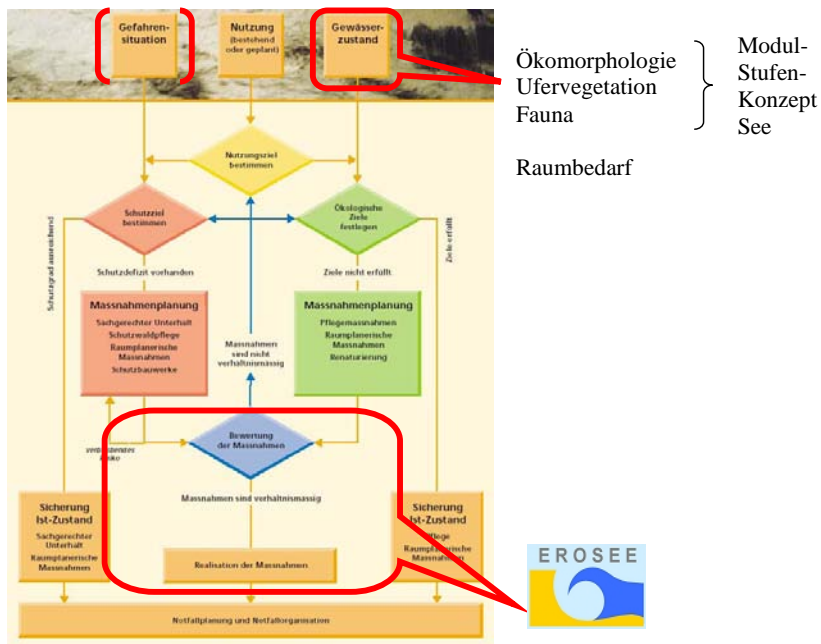 Gefahren-
situation
Nutzung
(bestehend
oder geplant)
Gewässer-
zustand
Ökomorphologie
Ufervegetation
Fauna
Modul-
Stufen-
Konzept
See
Raumbedarf
Nutzungsziel
bestimmen
Schutzziel
bestimmen
Ökologische
Ziele
festlegen
Schutzgrad ausreichend
Ziele erfüllt
Schutzdefizit vorhanden
Ziele nicht erfüllt
Massnahmenplanung
Sachgerechter Unterhalt
Schutzwaldpflege
Raumplanerische
Massnahmen
Schutzbauwerke
Massnahmen
sind nicht
verhältnismässig
Massnahmenplanung
Pflegemassnahmen
Raumplanerische
Massnahmen
Renaturierung
Bewertung
der Massnahmen
Massnahmen sind verhältnismässig
Sicherung
Ist-Zustand
Sachgerechter
Unterhalt
Raumplanerische
Massnahmen
Realisation der Massnahmen
Sicherung
Ist-Zustand
Pflege
Raumplanerische
Massnahmen
EROSEE
Notfallplanung und Notfallorganisation